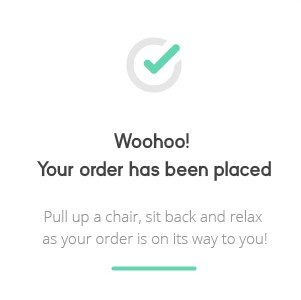 Woohoo!
Your order has been placed
Pull up a chair, sit back and relax
as your order is on its way to you!